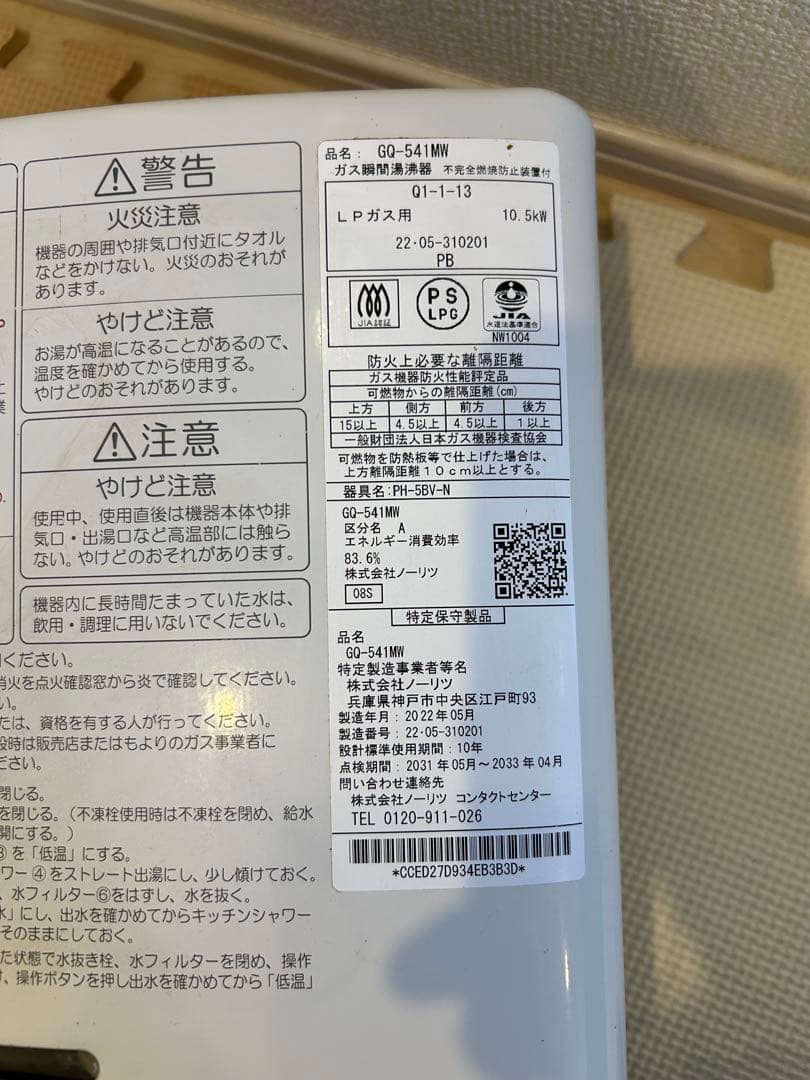 警告
火災注意
機器の周囲や排気口付近にタオル
などをかけない。火災のおそれが
あります。
やけど注意
お湯が高温になることがあるので、
温度を確かめてから使用する。
やけどのおそれがあります。
注意
やけど注意
使用中、使用直後は機器本体や排
気口・出湯口など高温部には触ら
ない。やけどのおそれがあります。
機器内に長時間たまっていた水は、
飲用・調理に用いないでください。
ください。
消火を点火確認窓から炎で確認してください。
い。
たは、資格を有する人が行ってください。
設時は販売店またはもよりのガス事業者に
ださい。
閉じる。
を閉じる。(不凍栓使用時は不凍栓を閉め、給水
開にする。)
③を「低温」にする。
ワー④をストレート出湯にし、少し傾けておく。
、水フィルター⑥をはずし、水を抜く。
水」にし、出水を確かめてからキッチンシャワー
そのままにしておく。
た状態で水抜き栓、水フィルターを閉め、操作
け、操作ボタンを押し出水を確かめてから「低温」
品名: GQ-541MW
ガス瞬間湯沸器 不完全燃焼防止装置付
Q1-1-13
LPガス用 10.5kW
22・05-310201
PB
JIA認証
PS
LPG
JIA
水道法基準適合
NW1004
防火上必要な離隔距離
ガス機器防火性能評定品
可燃物からの離隔距離(cm)
上方 側方 前方 後方
15以上 4.5以上 4.5以上 1以上
一般財団法人日本ガス機器検査協会
可燃物を防熱板等で仕上げた場合は、
上方離隔距離10cm以上とする。
器具名:PH-5BV-N
GQ-541MW
区分名 A
エネルギー消費効率
83.6%
株式会社ノーリツ
08S
特定保守製品
品名
GQ-541MW
特定製造事業者等名
株式会社ノーリツ
兵庫県神戸市中央区江戸町93
製造年月:2022年05月
製造番号:22・05-310201
設計標準使用期間:10年
点検期間:2031年05月～2033年04月
問い合わせ連絡先
株式会社ノーリツ コンタクトセンター
TEL 0120-911-026
*CCED27D934EB3B3D*